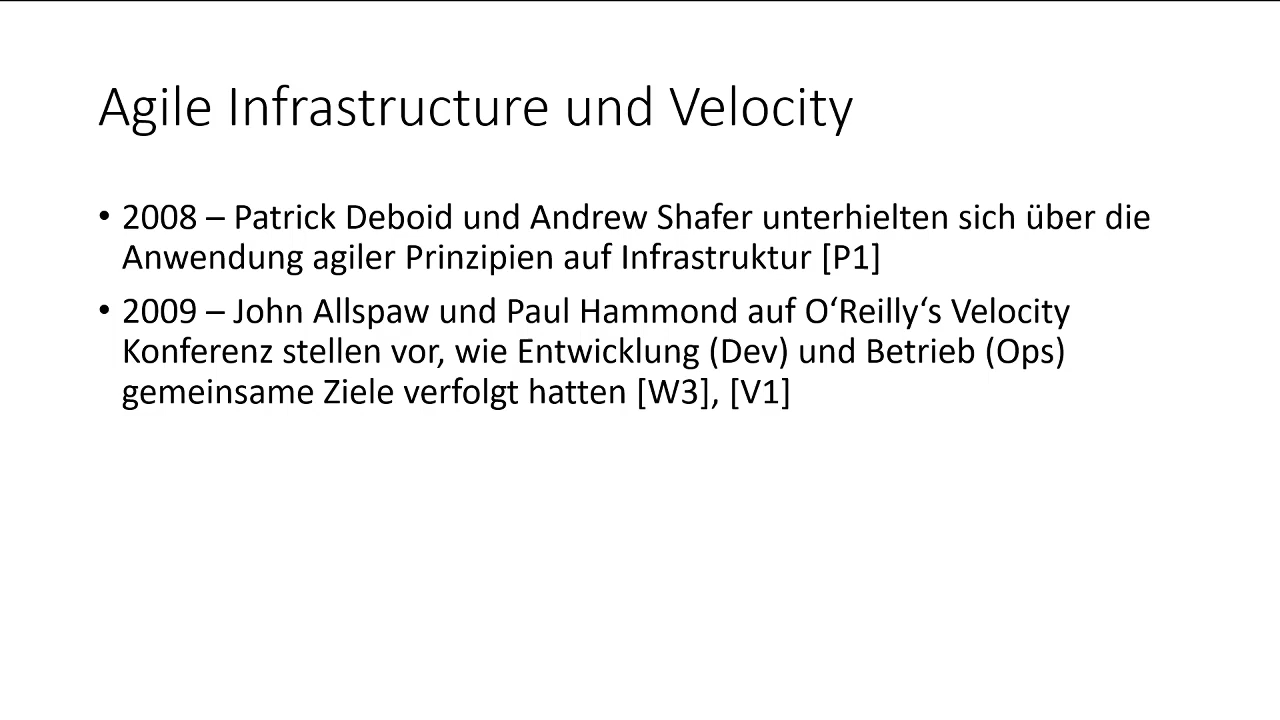 Agile Infrastructure und Velocity
• 2008 – Patrick Deboid und Andrew Shafer unterhielten sich über die
Anwendung agiler Prinzipien auf Infrastruktur [P1]
• 2009 – John Allspaw und Paul Hammond auf O‘Reilly‘s Velocity
Konferenz stellen vor, wie Entwicklung (Dev) und Betrieb (Ops)
gemeinsame Ziele verfolgt hatten [W3], [V1]